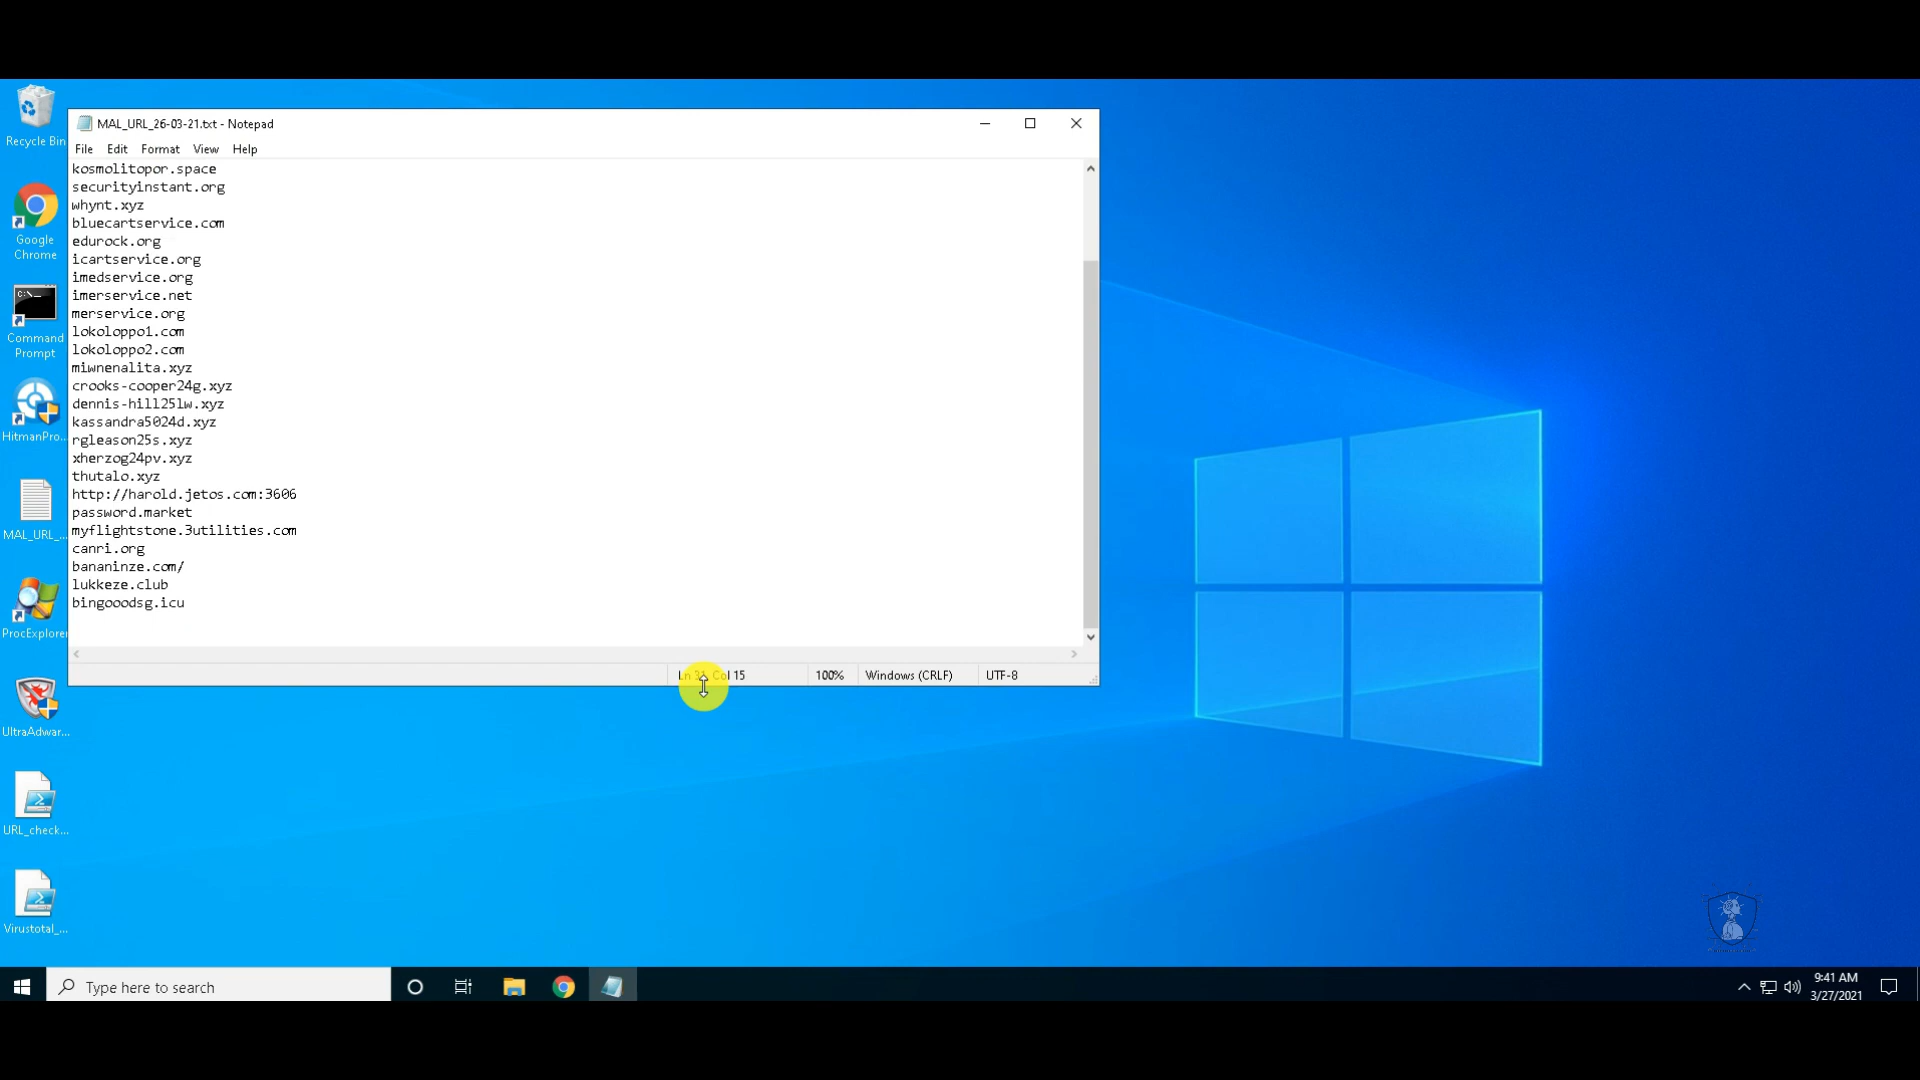 MAL_URL_26-03-21.txt - Notepad
File Edit Format View Help
kosmolitopor.space
securityinstant.org
whynt.xyz
bluecartservice.com
edurock.org
icartservice.org
imedservice.org
imerservice.net
merservice.org
lokoloppo1.com
lokoloppo2.com
miwnenalita.xyz
crooks-cooper24g.xyz
dennis-hill25lw.xyz
kassandra5024d.xyz
rgleason25s.xyz
xherzog24pv.xyz
thutalo.xyz
http://harold.jetos.com:3606
password.market
myflightstone.3utilities.com
canri.org
bananinze.com/
lukkeze.club
bingooodsg.icu
Ln 31, Col 15 100% Windows (CRLF) UTF-8
Recycle Bin
Google
Chrome
Command
Prompt
HitmanPro...
MAL_URL_...
ProcExplorer
UltraAdwar...
URL_check...
Virustotal_...
Type here to search
9:41 AM
3/27/2021